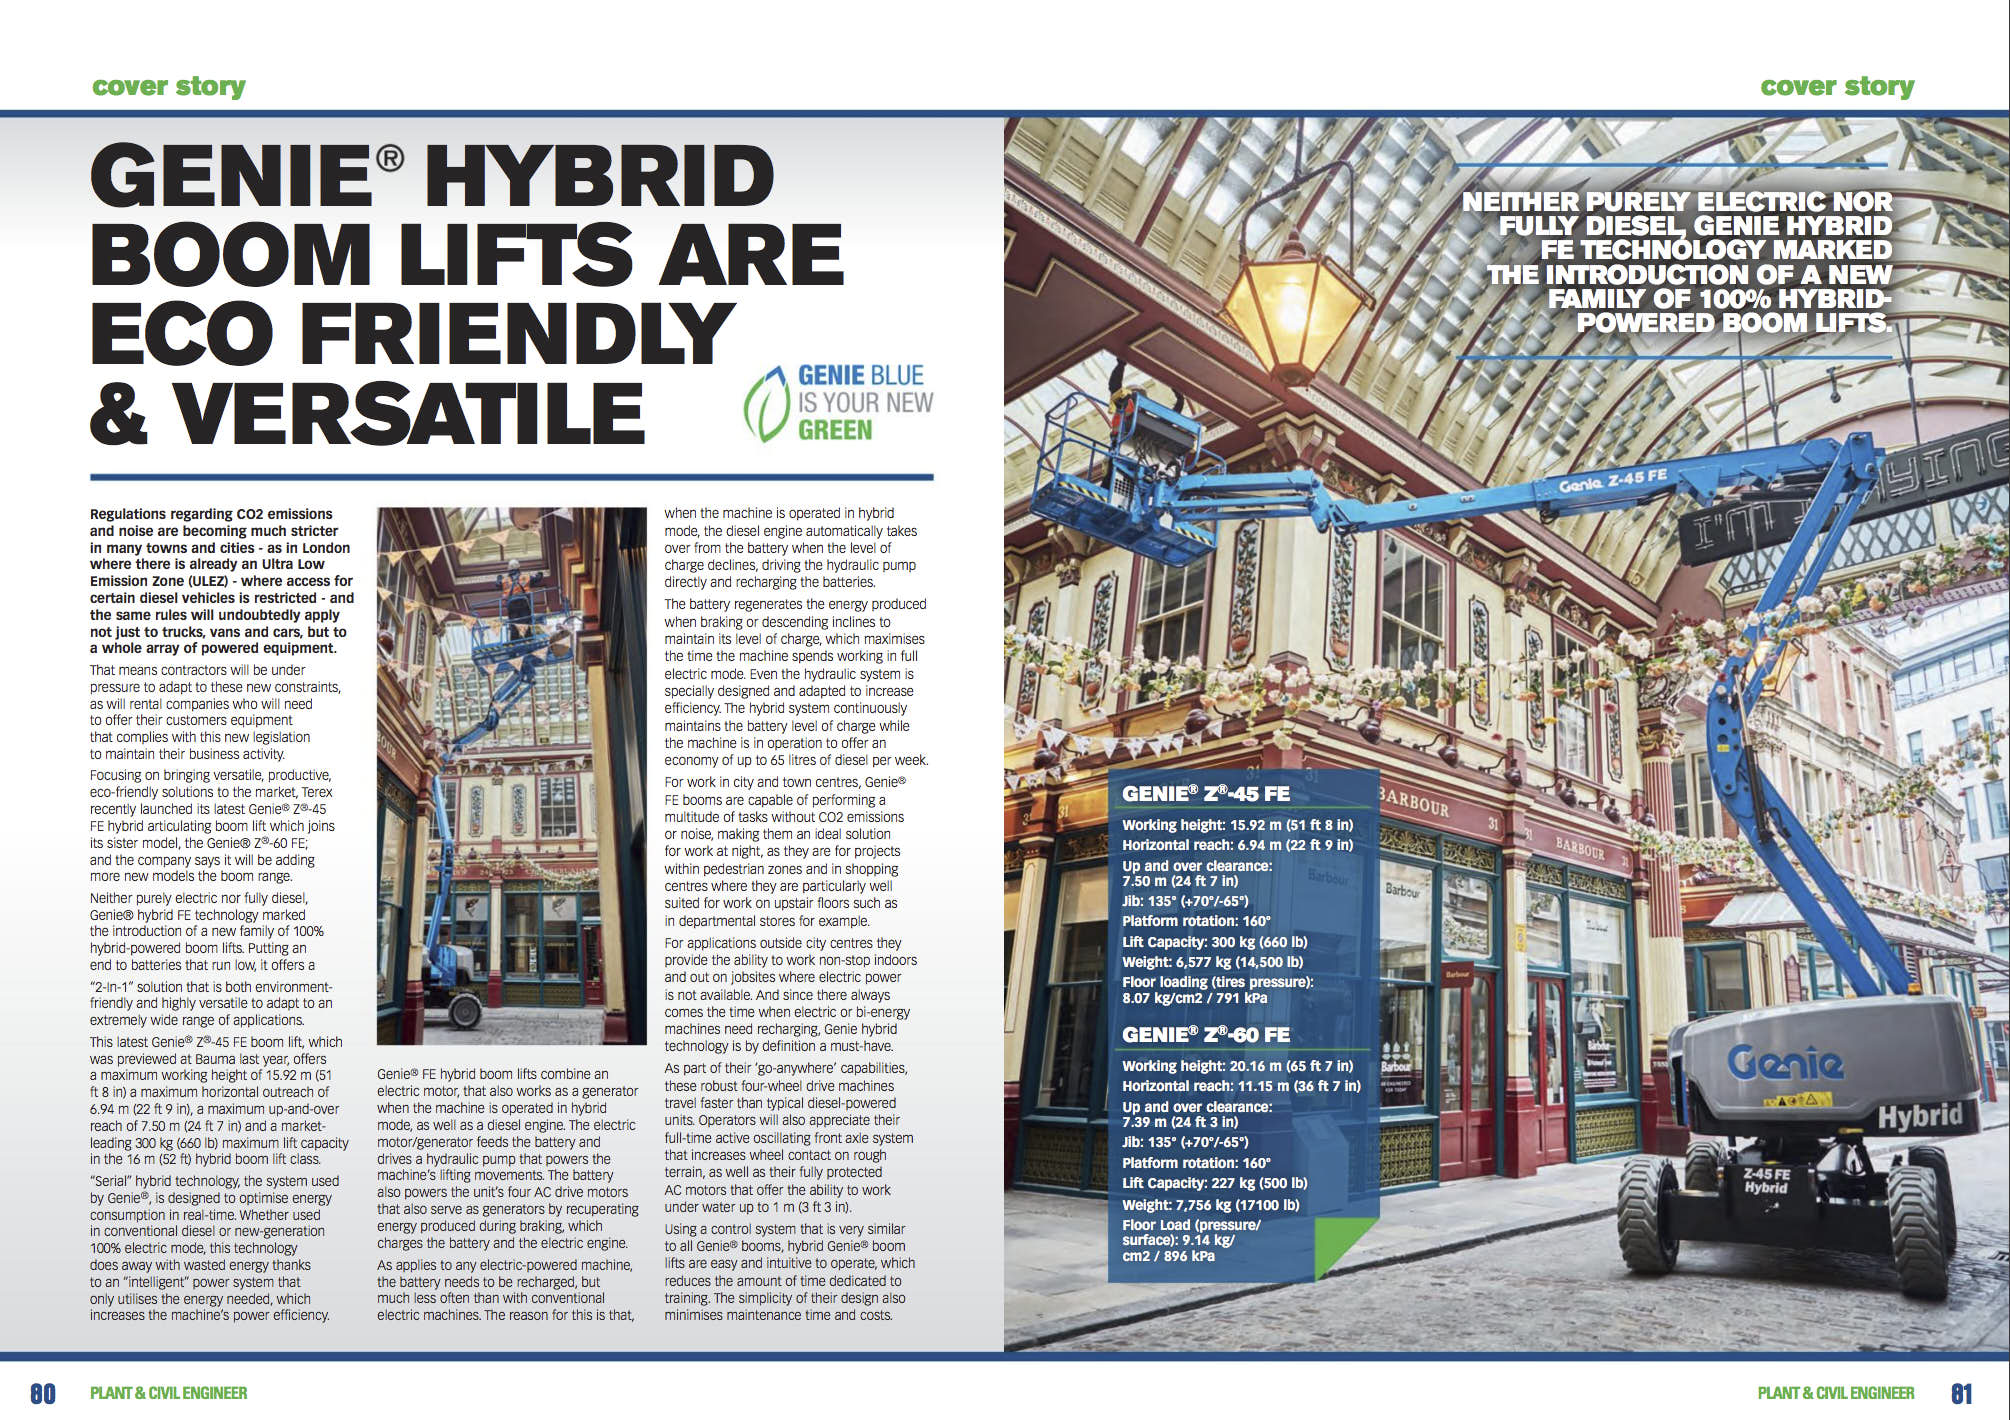 cover story
cover story
GENIE® HYBRID
BOOM LIFTS ARE
ECO FRIENDLY
& VERSATILE
GENIE BLUE
IS YOUR NEW
GREEN
Regulations regarding CO2 emissions
and noise are becoming much stricter
in many towns and cities - as in London
where there is already an Ultra Low
Emission Zone (ULEZ) - where access for
certain diesel vehicles is restricted - and
the same rules will undoubtedly apply
not just to trucks, vans and cars, but to
a whole array of powered equipment.
That means contractors will be under
pressure to adapt to these new constraints,
as will rental companies who will need
to offer their customers equipment
that complies with this new legislation
to maintain their business activity.
Focusing on bringing versatile, productive,
eco-friendly solutions to the market, Terex
recently launched its latest Genie® Z®-45
FE hybrid articulating boom lift which joins
its sister model, the Genie® Z®-60 FE;
and the company says it will be adding
more new models the boom range.
Neither purely electric nor fully diesel,
Genie® hybrid FE technology marked
the introduction of a new family of 100%
hybrid-powered boom lifts. Putting an
end to batteries that run low, it offers a
“2-In-1” solution that is both environment-
friendly and highly versatile to adapt to an
extremely wide range of applications.
This latest Genie® Z®-45 FE boom lift, which
was previewed at Bauma last year, offers
a maximum working height of 15.92 m (51
ft 8 in) a maximum horizontal outreach of
6.94 m (22 ft 9 in), a maximum up-and-over
reach of 7.50 m (24 ft 7 in) and a market-
leading 300 kg (660 lb) maximum lift capacity
in the 16 m (52 ft) hybrid boom lift class.
“Serial” hybrid technology, the system used
by Genie®, is designed to optimise energy
consumption in real-time. Whether used
in conventional diesel or new-generation
100% electric mode, this technology
does away with wasted energy thanks
to an “intelligent” power system that
only utilises the energy needed, which
increases the machine’s power efficiency.
Genie® FE hybrid boom lifts combine an
electric motor, that also works as a generator
when the machine is operated in hybrid
mode, as well as a diesel engine. The electric
motor/generator feeds the battery and
drives a hydraulic pump that powers the
machine’s lifting movements. The battery
also powers the unit’s four AC drive motors
that also serve as generators by recuperating
energy produced during braking, which
charges the battery and the electric engine.
As applies to any electric-powered machine,
the battery needs to be recharged, but
much less often than with conventional
electric machines. The reason for this is that,
when the machine is operated in hybrid
mode, the diesel engine automatically takes
over from the battery when the level of
charge declines, driving the hydraulic pump
directly and recharging the batteries.
The battery regenerates the energy produced
when braking or descending inclines to
maintain its level of charge, which maximises
the time the machine spends working in full
electric mode. Even the hydraulic system is
specially designed and adapted to increase
efficiency. The hybrid system continuously
maintains the battery level of charge while
the machine is in operation to offer an
economy of up to 65 litres of diesel per week.
For work in city and town centres, Genie®
FE booms are capable of performing a
multitude of tasks without CO2 emissions
or noise, making them an ideal solution
for work at night, as they are for projects
within pedestrian zones and in shopping
centres where they are particularly well
suited for work on upstair floors such as
in departmental stores for example.
For applications outside city centres they
provide the ability to work non-stop indoors
and out on jobsites where electric power
is not available. And since there always
comes the time when electric or bi-energy
machines need recharging, Genie hybrid
technology is by definition a must-have.
As part of their ‘go-anywhere’ capabilities,
these robust four-wheel drive machines
travel faster than typical diesel-powered
units. Operators will also appreciate their
full-time active oscillating front axle system
that increases wheel contact on rough
terrain, as well as their fully protected
AC motors that offer the ability to work
under water up to 1 m (3 ft 3 in).
Using a control system that is very similar
to all Genie® booms, hybrid Genie® boom
lifts are easy and intuitive to operate, which
reduces the amount of time dedicated to
training. The simplicity of their design also
minimises maintenance time and costs.
NEITHER PURELY ELECTRIC NOR
FULLY DIESEL, GENIE HYBRID
FE TECHNOLOGY MARKED
THE INTRODUCTION OF A NEW
FAMILY OF 100% HYBRID-
POWERED BOOM LIFTS.
Genie Z-45 FE
I'M
YING
31
31
31
BARBOUR
31
31
BARBOUR
31
Barbour
Barbour
Barbour
Barbour
GENIE® Z®-45 FE
Working height: 15.92 m (51 ft 8 in)
Horizontal reach: 6.94 m (22 ft 9 in)
Up and over clearance:
7.50 m (24 ft 7 in)
Jib: 135° (+70°/-65°)
Platform rotation: 160°
Lift Capacity: 300 kg (660 lb)
Weight: 6,577 kg (14,500 lb)
Floor loading (tires pressure):
8.07 kg/cm2 / 791 kPa
GENIE® Z®-60 FE
Working height: 20.16 m (65 ft 7 in)
Horizontal reach: 11.15 m (36 ft 7 in)
Up and over clearance:
7.39 m (24 ft 3 in)
Jib: 135° (+70°/-65°)
Platform rotation: 160°
Lift Capacity: 227 kg (500 lb)
Weight: 7,756 kg (17100 lb)
Floor Load (pressure/
surface): 9.14 kg/
cm2 / 896 kPa
Genie
Hybrid
Z-45 FE
Hybrid
80
PLANT & CIVIL ENGINEER
PLANT & CIVIL ENGINEER
81